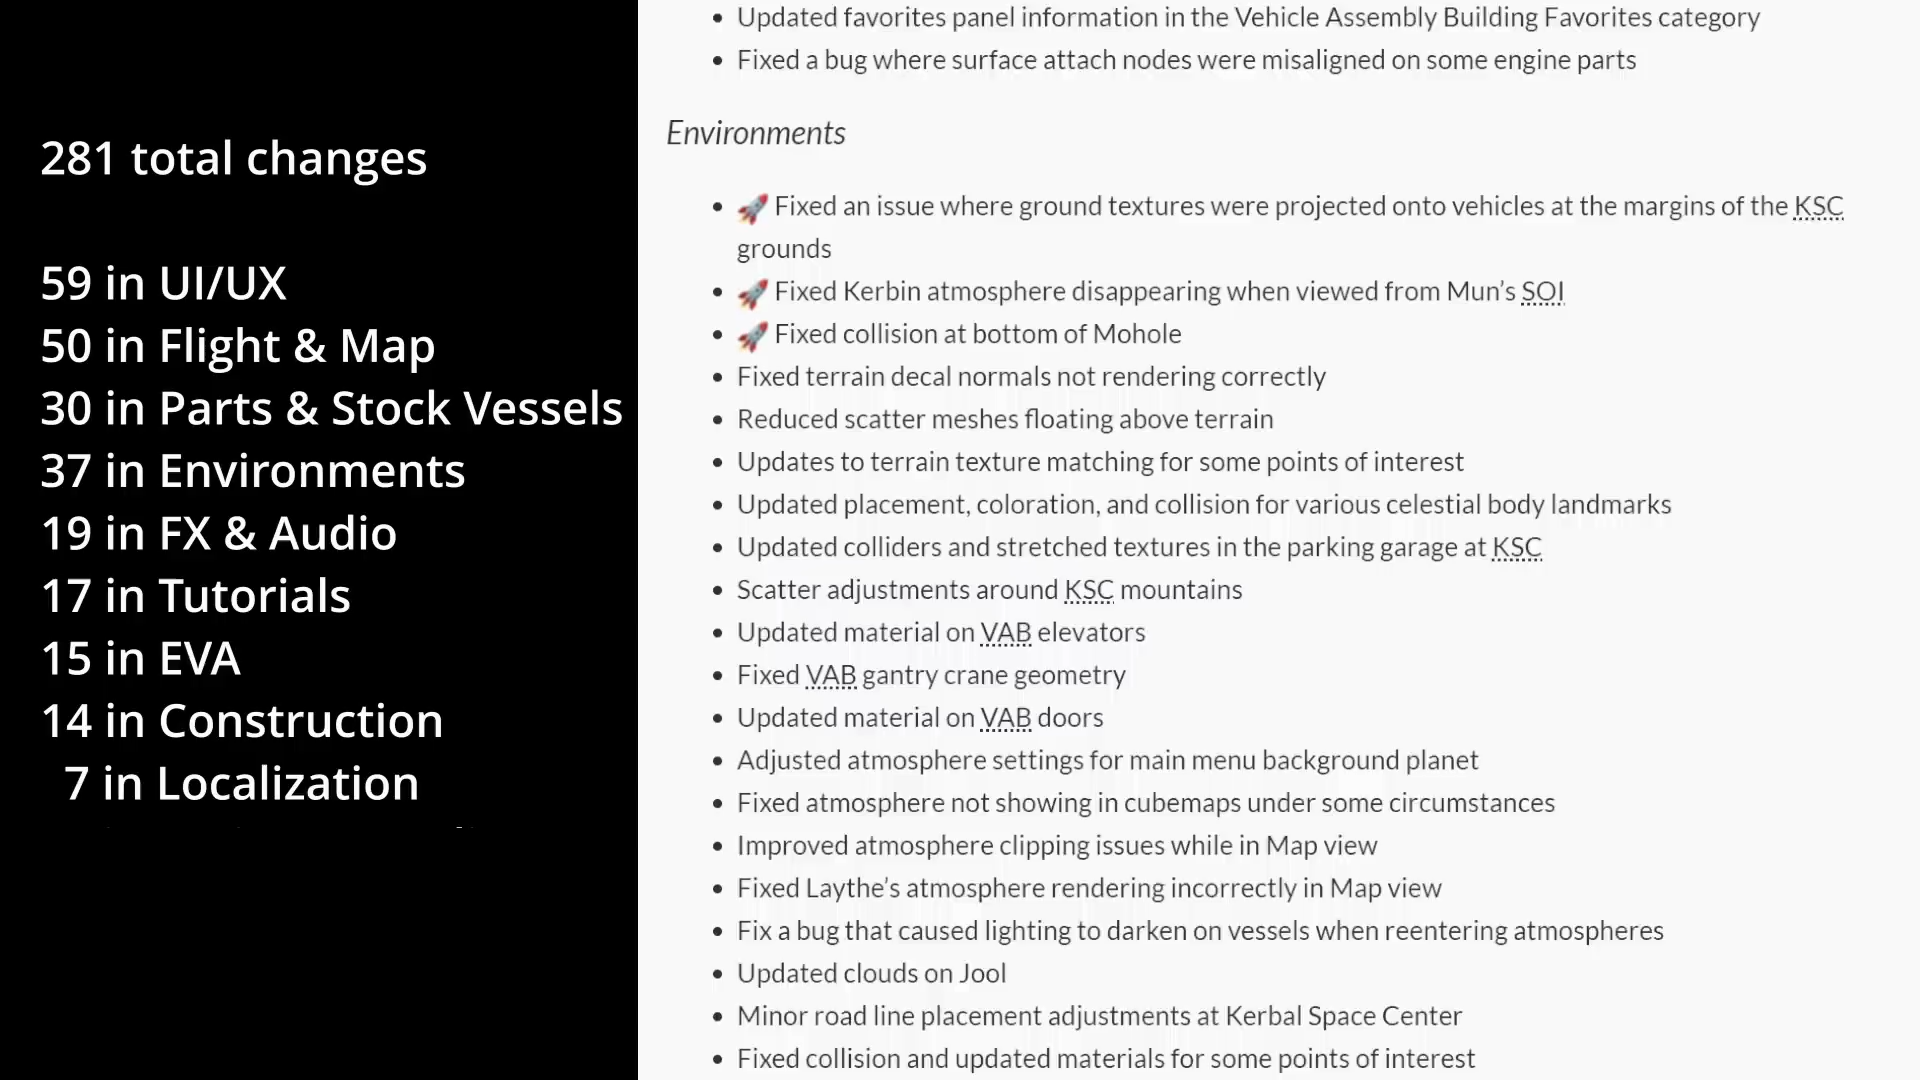 281 total changes
59 in UI/UX
50 in Flight & Map
30 in Parts & Stock Vessels
37 in Environments
19 in FX & Audio
17 in Tutorials
15 in EVA
14 in Construction
7 in Localization
• Updated favorites panel information in the Vehicle Assembly Building Favorites category
• Fixed a bug where surface attach nodes were misaligned on some engine parts
Environments
• 🚀 Fixed an issue where ground textures were projected onto vehicles at the margins of the KSC
grounds
• 🚀 Fixed Kerbin atmosphere disappearing when viewed from Mun’s SOI
• 🚀 Fixed collision at bottom of Mohole
• Fixed terrain decal normals not rendering correctly
• Reduced scatter meshes floating above terrain
• Updates to terrain texture matching for some points of interest
• Updated placement, coloration, and collision for various celestial body landmarks
• Updated colliders and stretched textures in the parking garage at KSC
• Scatter adjustments around KSC mountains
• Updated material on VAB elevators
• Fixed VAB gantry crane geometry
• Updated material on VAB doors
• Adjusted atmosphere settings for main menu background planet
• Fixed atmosphere not showing in cubemaps under some circumstances
• Improved atmosphere clipping issues while in Map view
• Fixed Laythe’s atmosphere rendering incorrectly in Map view
• Fix a bug that caused lighting to darken on vessels when reentering atmospheres
• Updated clouds on Jool
• Minor road line placement adjustments at Kerbal Space Center
• Fixed collision and updated materials for some points of interest